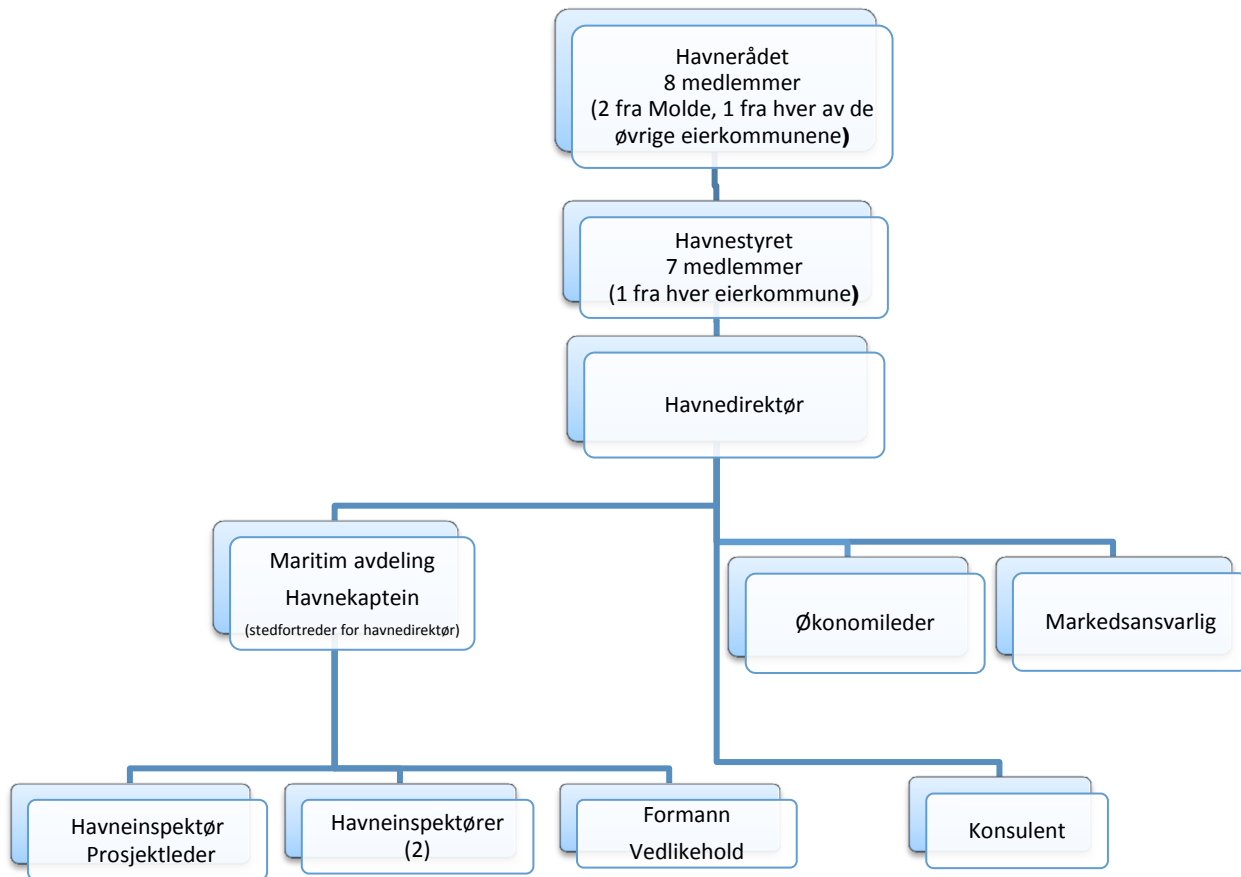 Havnerådet
8 medlemmer
(2 fra Molde, 1 fra hver av de
øvrige eierkommunene)
Havnestyret
7 medlemmer
(1 fra hver eierkommune)
Havnedirektør
Maritim avdeling
Havnekaptein
(stedfortreder for havnedirektør)
Økonomileder
Markedsansvarlig
Havneinspektør
Prosjektleder
Havneinspektører
(2)
Formann
Vedlikehold
Konsulent